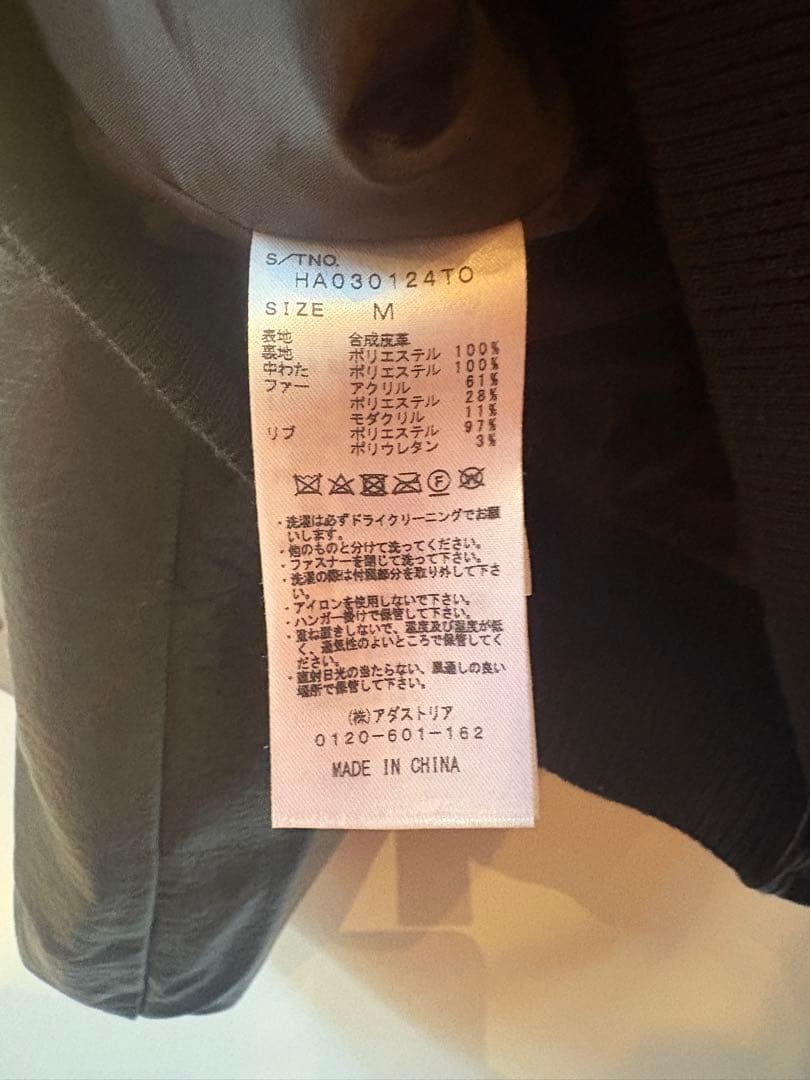 S/TNO.
HA030124TO
SIZE M
表地 合成皮革
裏地 ポリエステル 100%
中わた ポリエステル 100%
ファー アクリル 61%
ポリエステル 28%
モダクリル 11%
リブ ポリエステル 97%
ポリウレタン 3%
・洗濯は必ずドライクリーニングでお願
いします。
・他のものと分けて洗ってください。
・ファスナーを閉じて洗って下さい。
・洗濯の際は付属部分を取り外して下さ
い。
・アイロンを使用しないで下さい。
・ハンガー掛けで保管して下さい。
・重ね置きしないで、温度及び湿度が低
く、通気性のよいところで保管してく
ださい。
・直射日光の当たらない、風通しの良い
場所で保管して下さい。
(株)アダストリア
0120-601-162
MADE IN CHINA